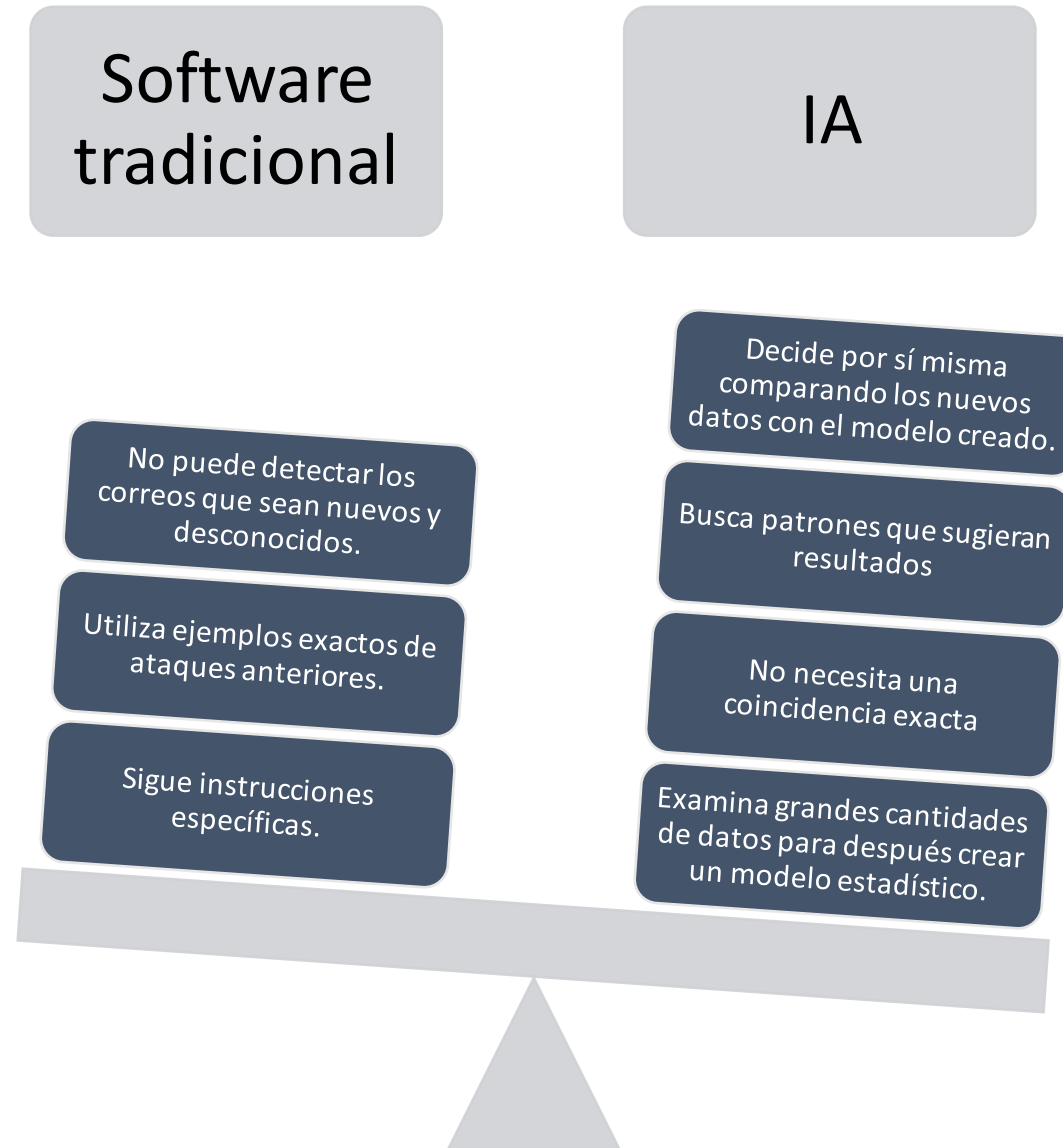 Software
tradicional
IA
No puede detectar los
correos que sean nuevos y
desconocidos.
Utiliza ejemplos exactos de
ataques anteriores.
Sigue instrucciones
específicas.
Decide por sí misma
comparando los nuevos
datos con el modelo creado.
Busca patrones que sugieran
resultados
No necesita una
coincidencia exacta
Examina grandes cantidades
de datos para después crear
un modelo estadístico.